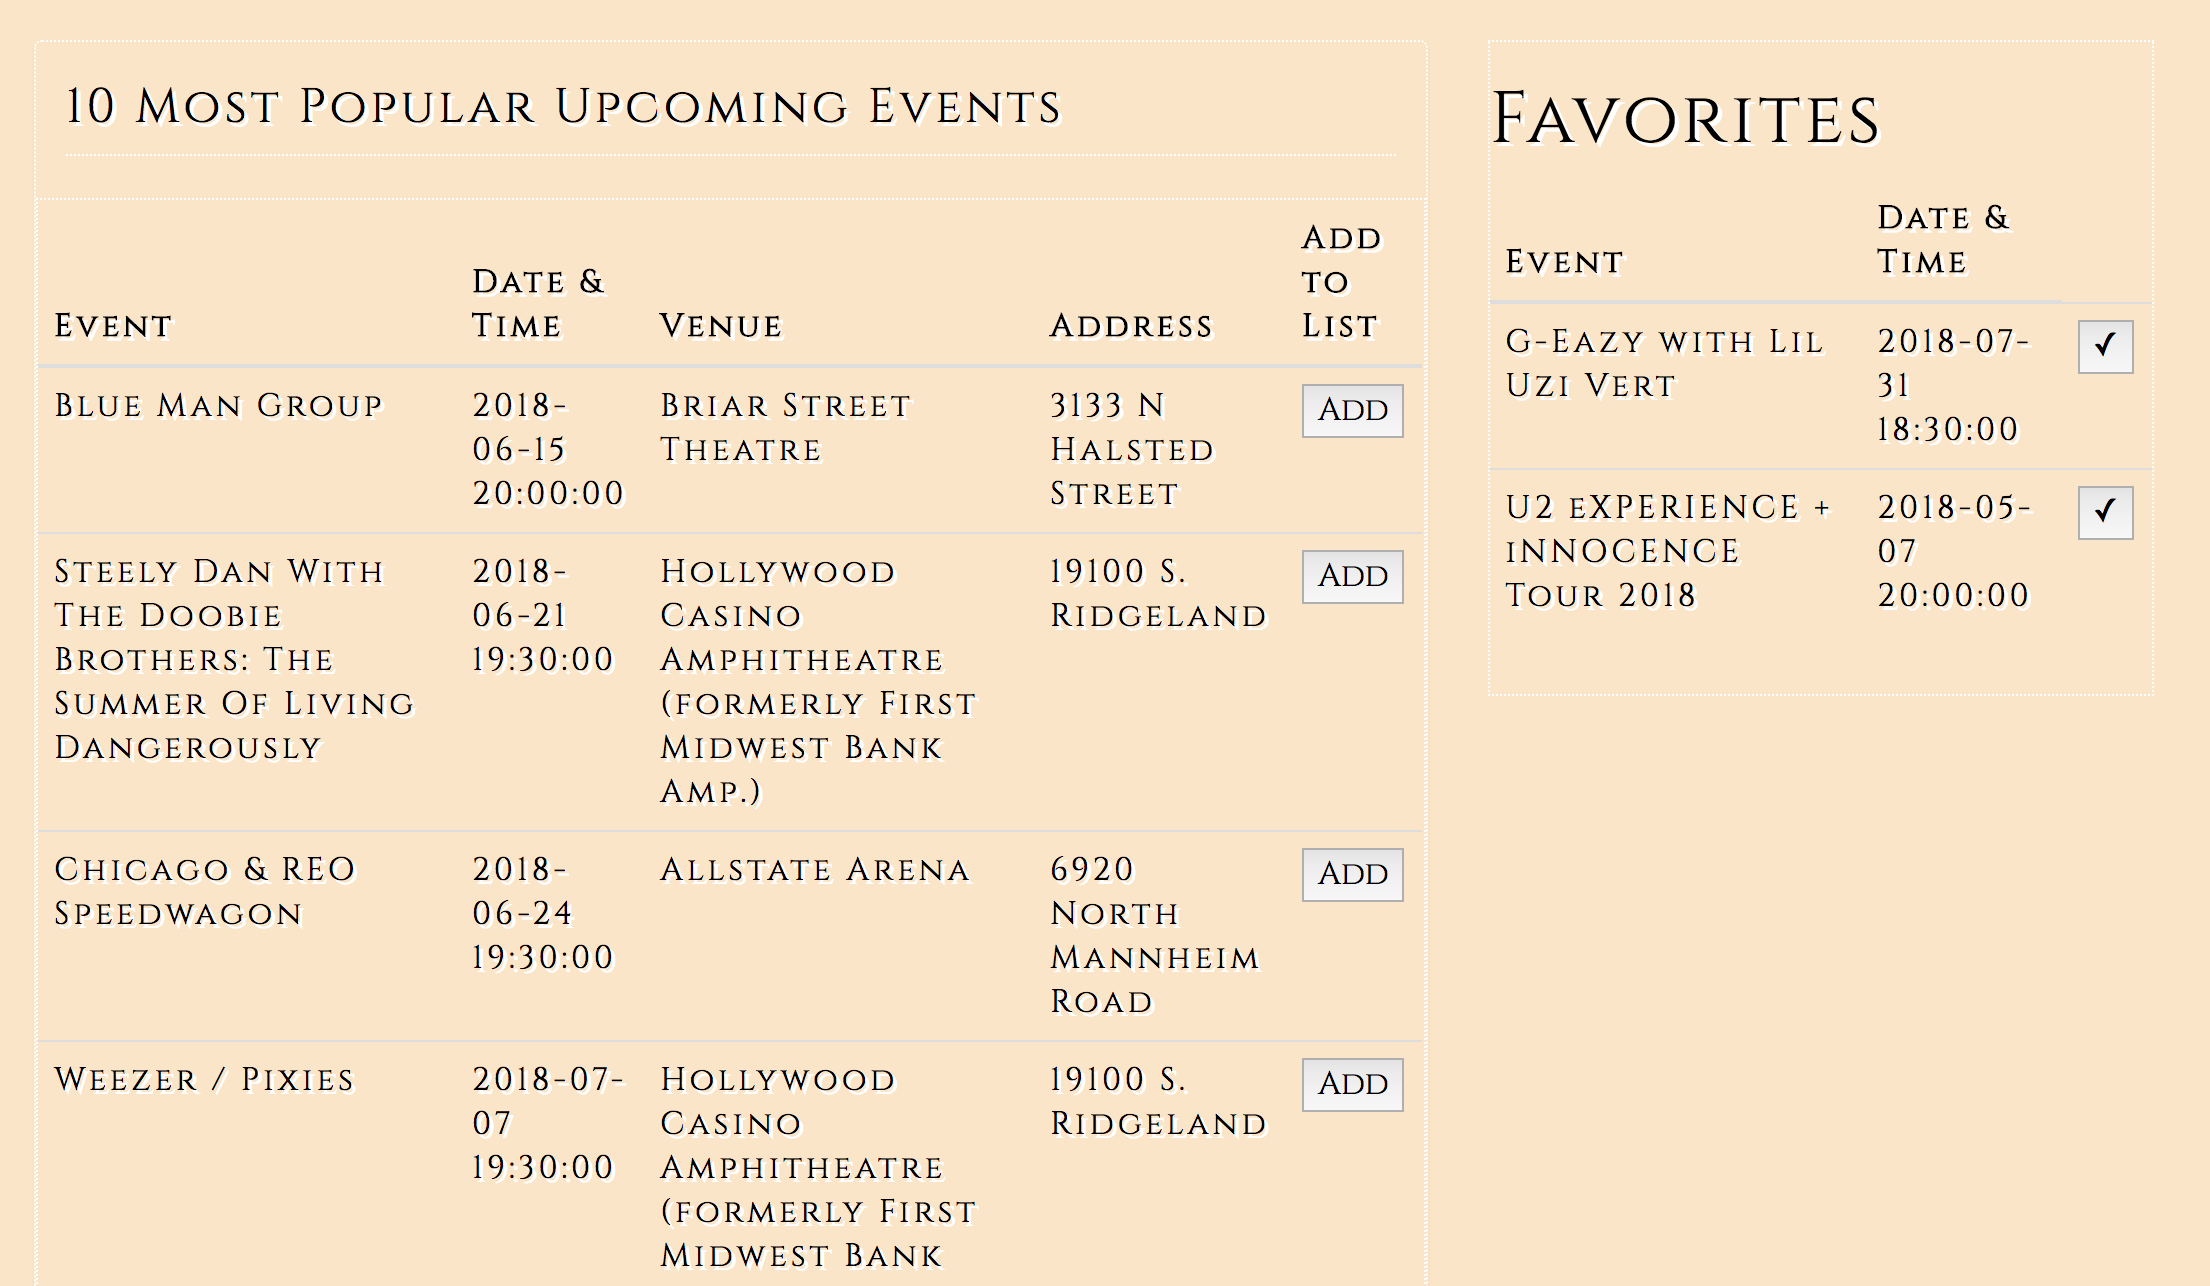 10 Most Popular Upcoming Events
Event
Date &
Time
Venue
Address
Add
to
List
Blue Man Group
2018-
06-15
20:00:00
Briar Street
Theatre
3133 N
Halsted
Street
Add
Steely Dan With
The Doobie
Brothers: The
Summer Of Living
Dangerously
2018-
06-21
19:30:00
Hollywood
Casino
Amphitheatre
(formerly First
Midwest Bank
Amp.)
19100 S.
Ridgeland
Add
Chicago & REO
Speedwagon
2018-
06-24
19:30:00
Allstate Arena
6920
North
Mannheim
Road
Add
Weezer / Pixies
2018-07-
07
19:30:00
Hollywood
Casino
Amphitheatre
(formerly First
Midwest Bank
19100 S.
Ridgeland
Add
Favorites
Event
Date &
Time
G-Eazy with Lil
Uzi Vert
2018-07-
31
18:30:00
✓
U2 eXPERIENCE +
iNNOCENCE
Tour 2018
2018-05-
07
20:00:00
✓